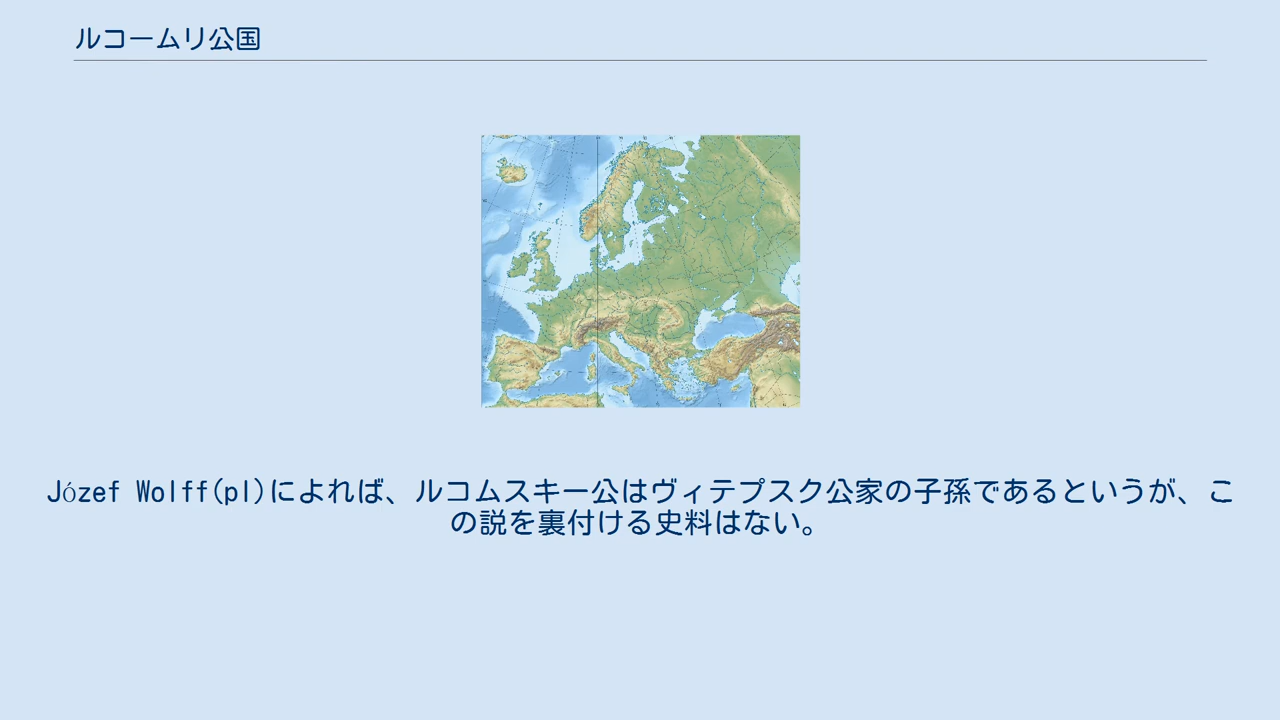 ルコームリ公国
Józef Wolff(pl)によれば、ルコムスキー公はヴィテプスク公家の子孫であるというが、こ
の説を裏付ける史料はない。